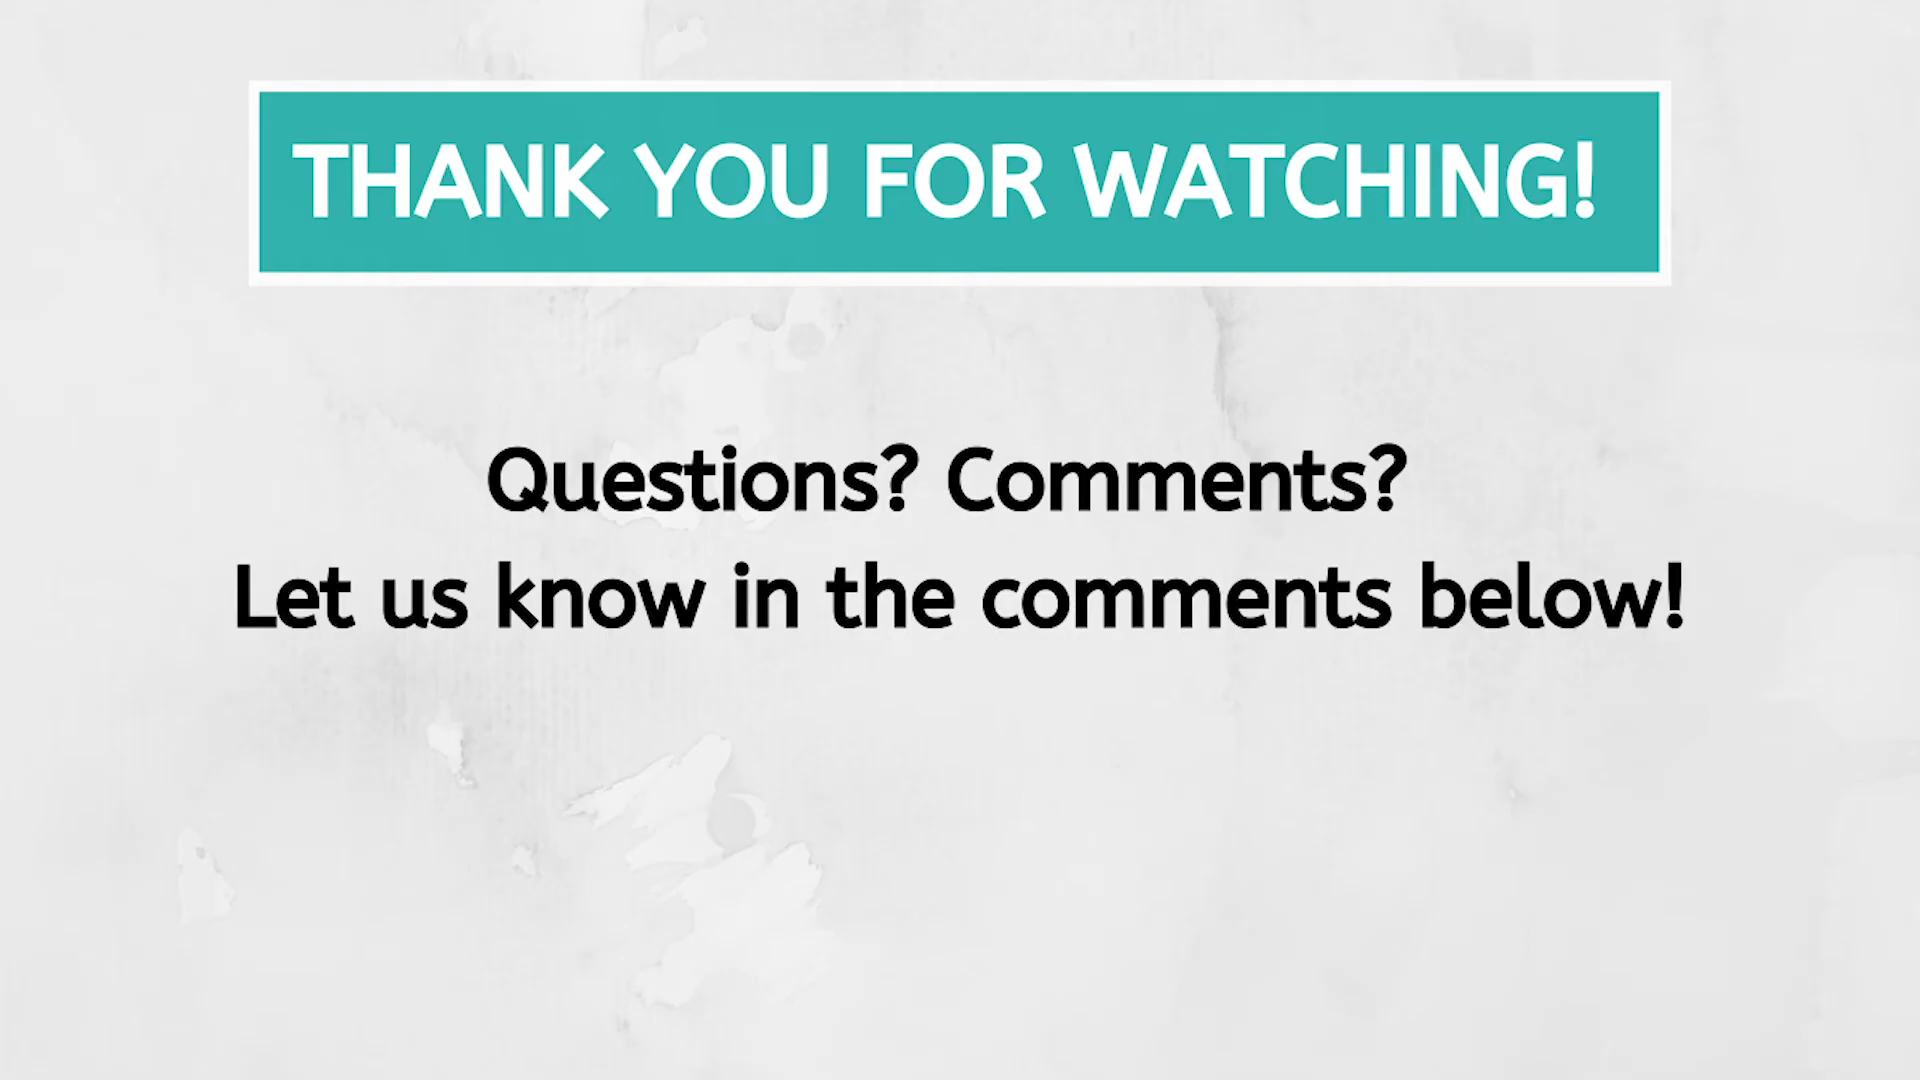 THANK YOU FOR WATCHING!
Questions? Comments?
Let us know in the comments below!